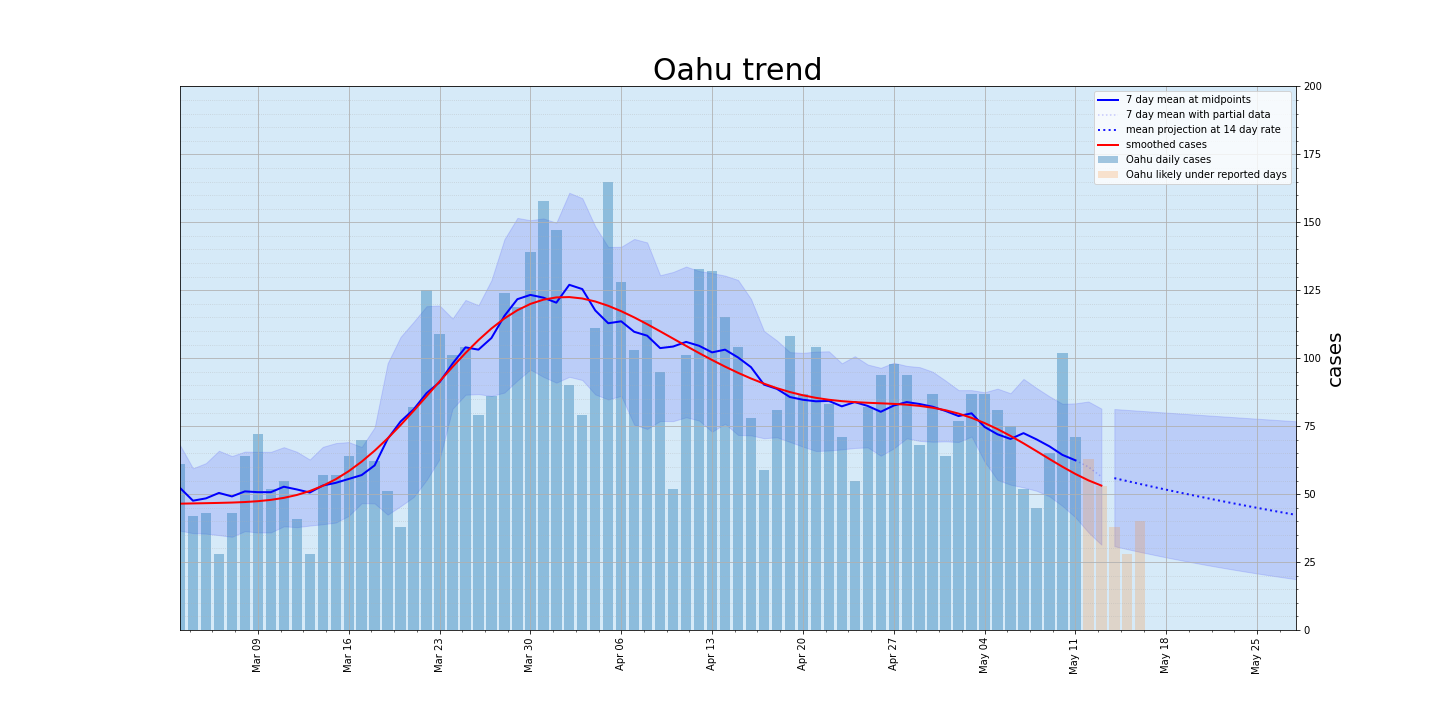 Oahu trend
7 day mean at midpoints
7 day mean with partial data
mean projection at 14 day rate
smoothed cases
Oahu daily cases
Oahu likely under reported days
200
175
150
125
100
75
50
25
0
cases
Mar 09
Mar 16
Mar 23
Mar 30
Apr 06
Apr 13
Apr 20
Apr 27
May 04
May 11
May 18
May 25